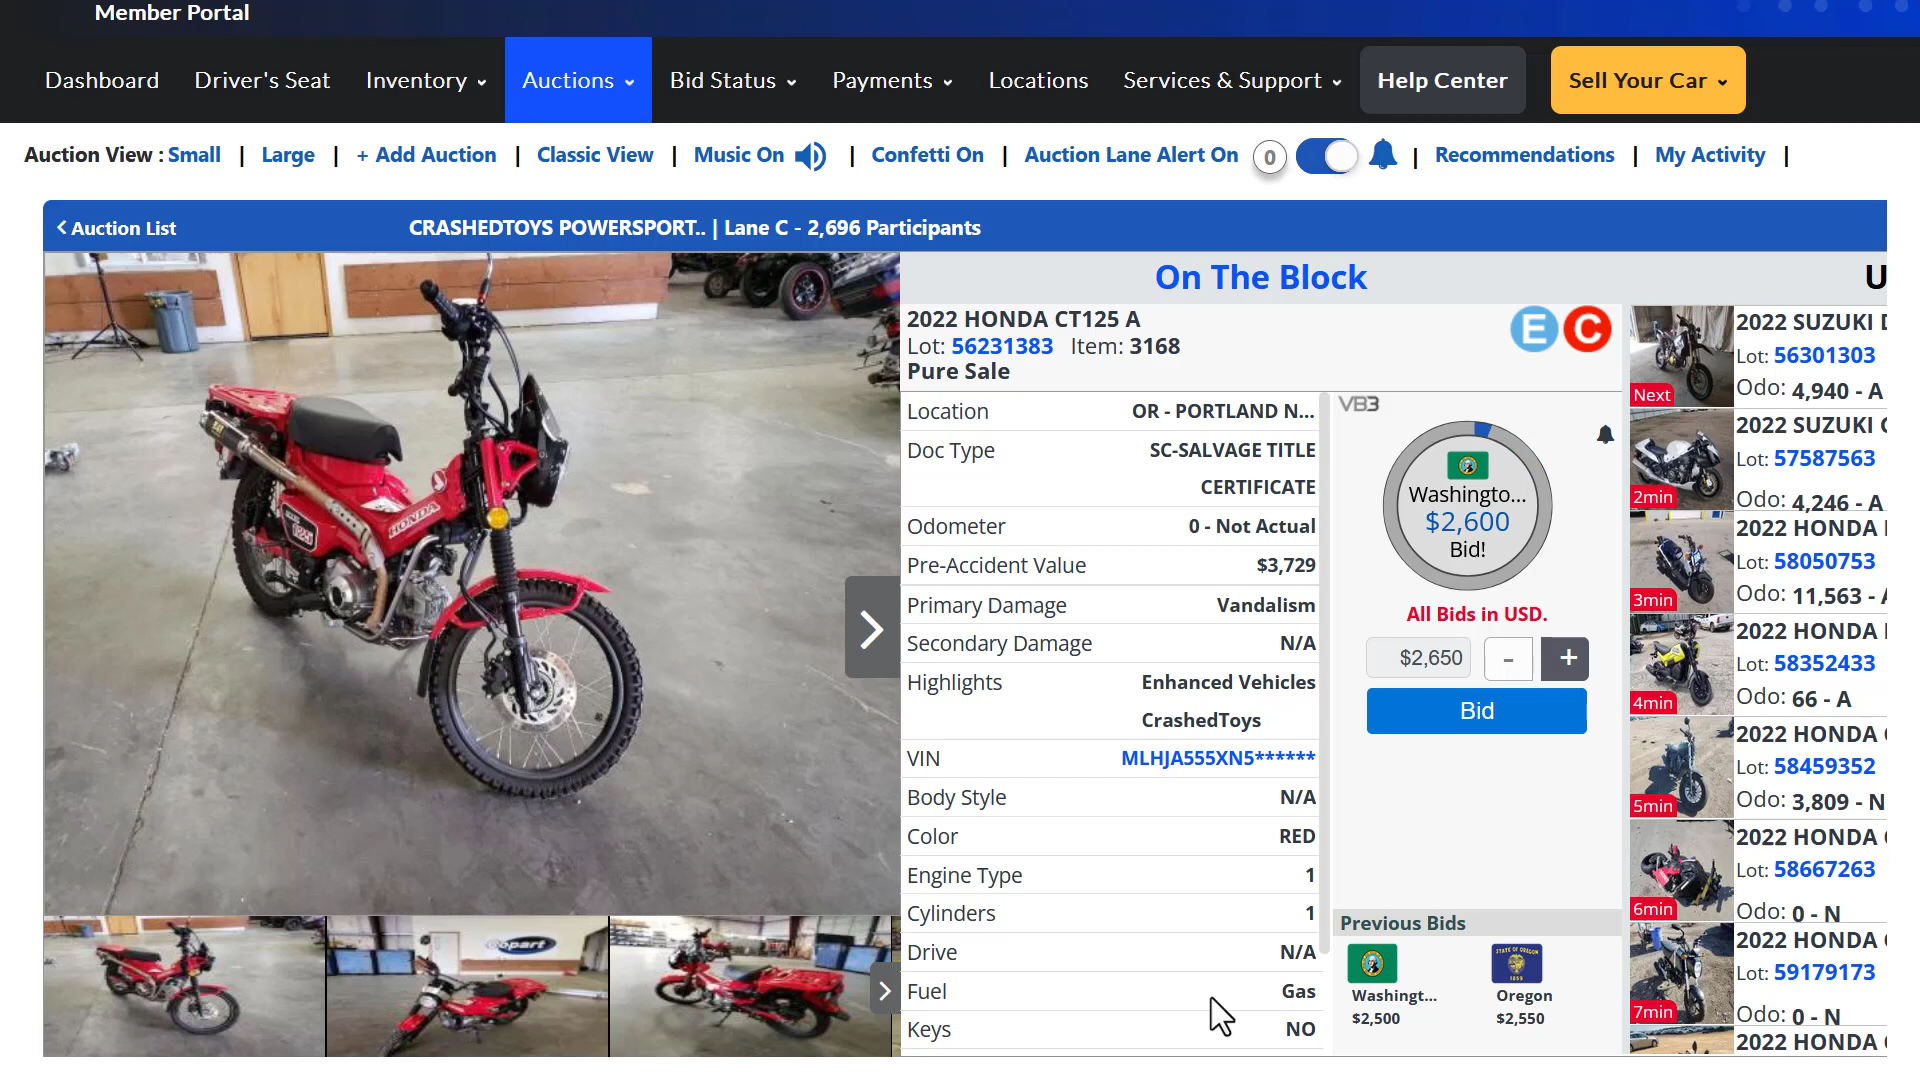 Member Portal
Dashboard Driver's Seat Inventory Auctions Bid Status Payments Locations Services & Support Help Center Sell Your Car
Auction View : Small | Large | + Add Auction | Classic View | Music On | Confetti On | Auction Lane Alert On 0 | Recommendations | My Activity |
< Auction List CRASHEDTOYS POWERSPORT.. | Lane C - 2,696 Participants
On The Block U
2022 HONDA CT125 A
Lot: 56231383 Item: 3168
Pure Sale
E C
Location OR - PORTLAND N...
Doc Type SC-SALVAGE TITLE
CERTIFICATE
Odometer 0 - Not Actual
Pre-Accident Value $3,729
Primary Damage Vandalism
Secondary Damage N/A
Highlights Enhanced Vehicles
CrashedToys
VIN MLHJA555XN5******
Body Style N/A
Color RED
Engine Type 1
Cylinders 1
Drive N/A
Fuel Gas
Keys NO
VB3
Washingto...
$2,600
Bid!
All Bids in USD.
$2,650 - +
Bid
Previous Bids
STATE OF OREGON
1859
Washingt... Oregon
$2,500 $2,550
2022 SUZUKI
Lot: 56301303
Odo: 4,940 - A
Next
2022 SUZUKI
Lot: 57587563
Odo: 4,246 - A
2min
2022 HONDA
Lot: 58050753
Odo: 11,563 - A
3min
2022 HONDA
Lot: 58352433
Odo: 66 - A
4min
2022 HONDA
Lot: 58459352
Odo: 3,809 - N
5min
2022 HONDA
Lot: 58667263
Odo: 0 - N
6min
2022 HONDA
Lot: 59179173
Odo: 0 - N
7min
2022 HONDA
HONDA
125
copart